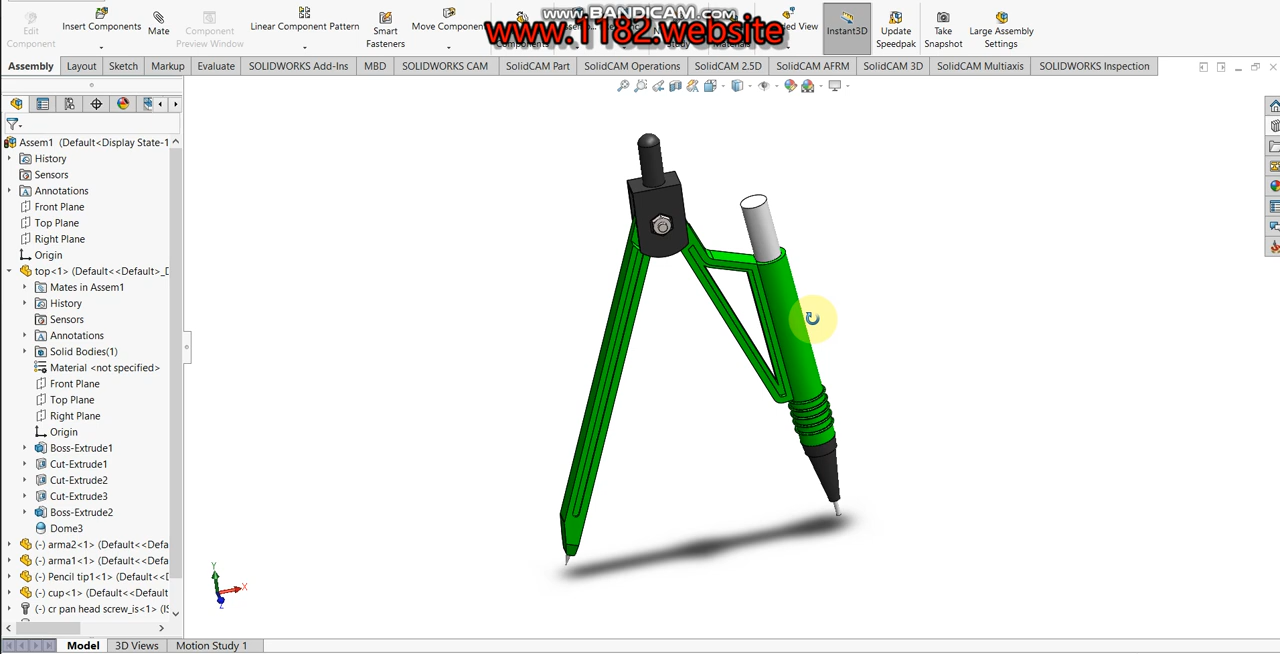 www.BANDICAM.com
www.1182.website
Edit Component
Insert Components
Mate
Component Preview Window
Linear Component Pattern
Smart Fasteners
Move Component
Instant3D
Update Speedpak
Take Snapshot
Large Assembly Settings
Assembly Layout Sketch Markup Evaluate SOLIDWORKS Add-Ins MBD SOLIDWORKS CAM SolidCAM Part SolidCAM Operations SolidCAM 2.5D SolidCAM AFRM SolidCAM 3D SolidCAM Multiaxis SOLIDWORKS Inspection
Assem1 (Default<Display State-1
History
Sensors
Annotations
Front Plane
Top Plane
Right Plane
Origin
top<1> (Default<<Default>_D
Mates in Assem1
History
Sensors
Annotations
Solid Bodies(1)
Material <not specified>
Front Plane
Top Plane
Right Plane
Origin
Boss-Extrude1
Cut-Extrude1
Cut-Extrude2
Cut-Extrude3
Boss-Extrude2
Dome3
(-) arma2<1> (Default<<Defa
(-) arma1<1> (Default<<Defa
(-) Pencil tip1<1> (Default<<D
(-) cup<1> (Default<<Default
(-) cr pan head screw_is<1> (IS
Y
X
Z
Model 3D Views Motion Study 1